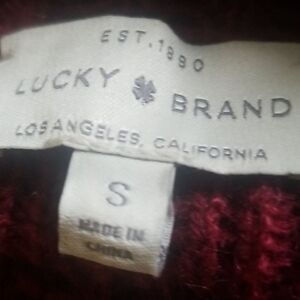 EST. 1990
LUCKY BRAND
LOS ANGELES, CALIFORNIA
S
MADE IN
CHINA